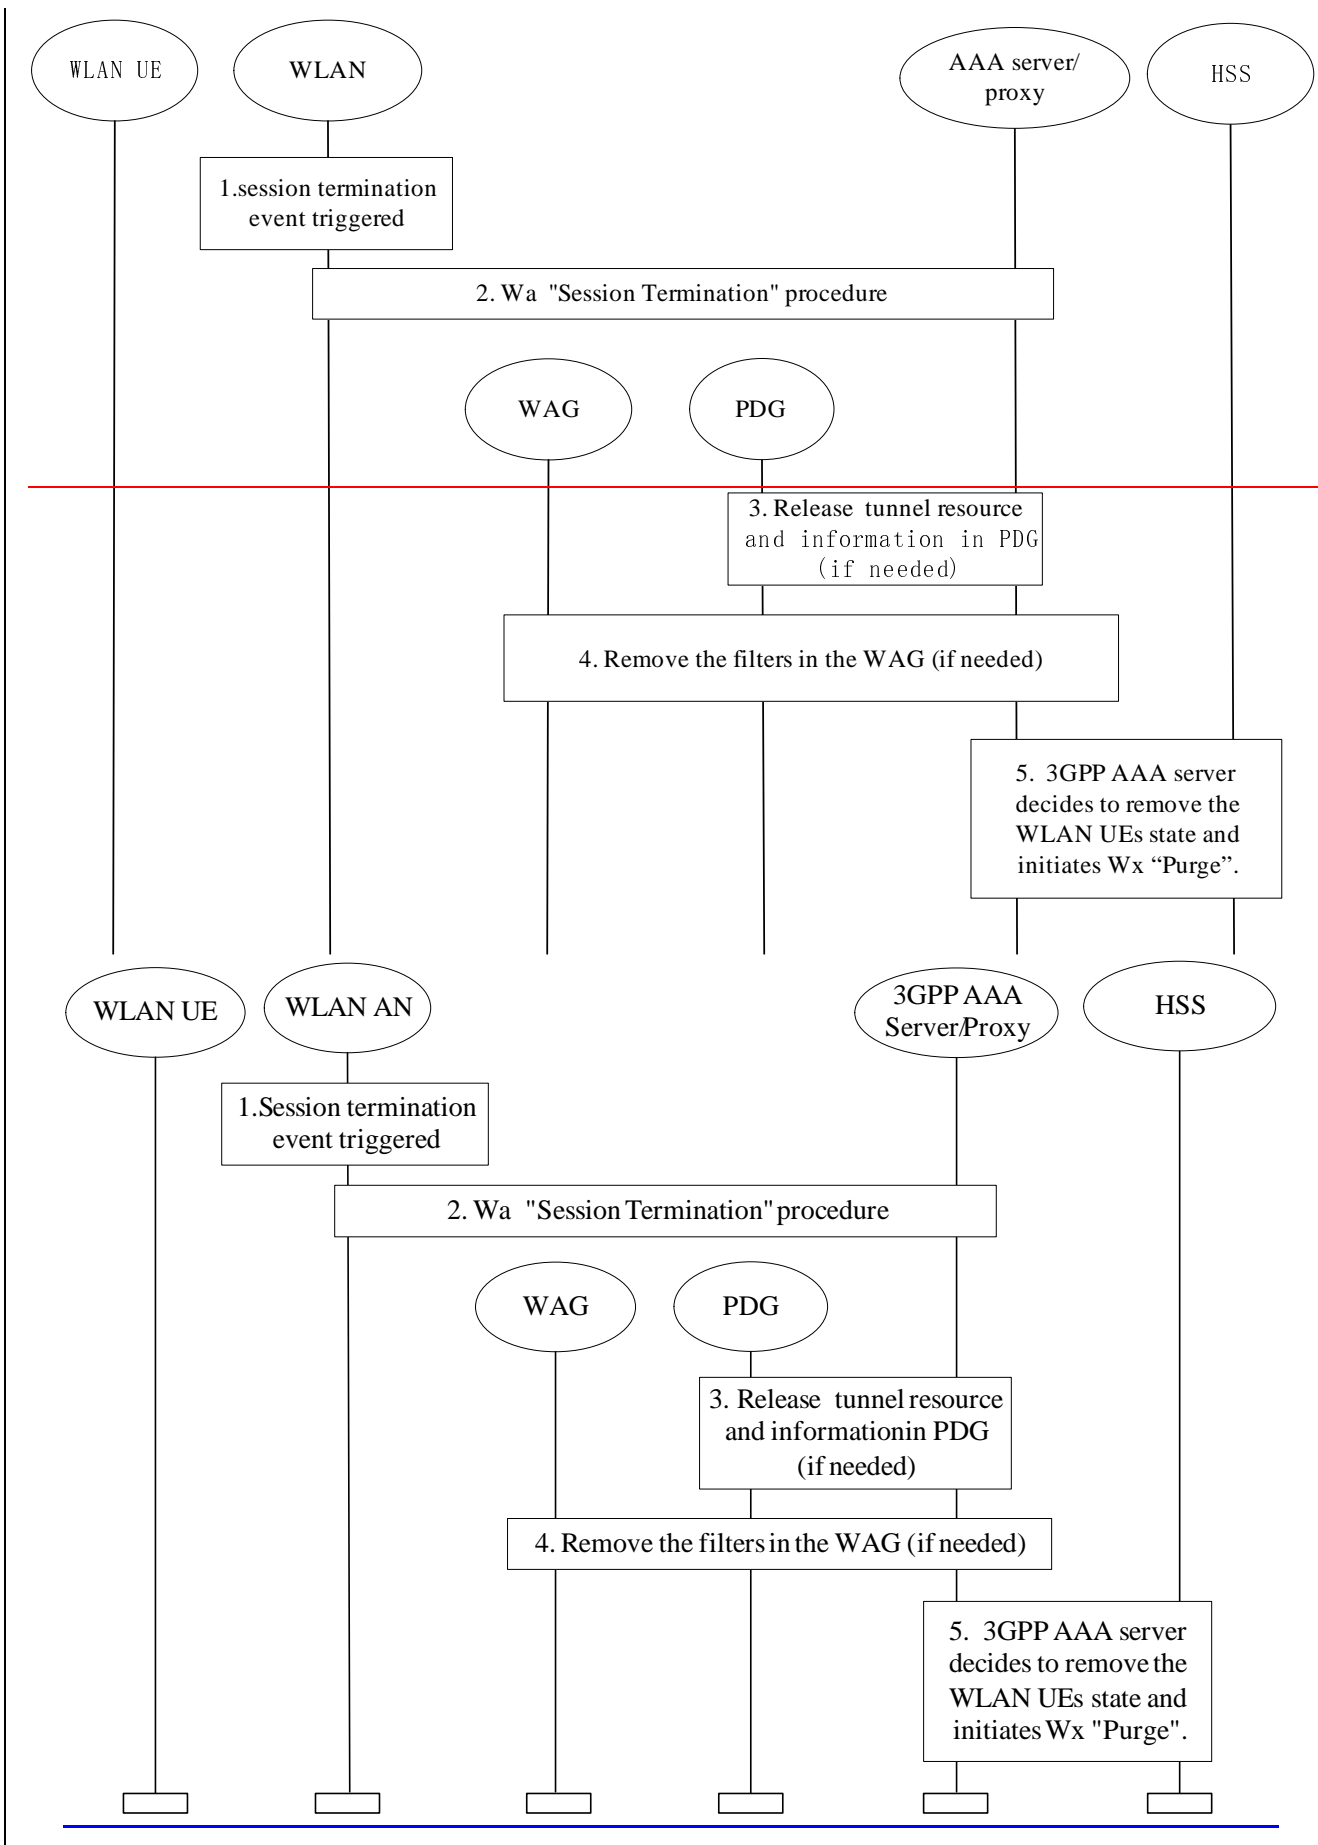 WLAN UE
WLAN
AAA server/
proxy
HSS
1.session termination
event triggered
2. Wa "Session Termination" procedure
WAG
PDG
3. Release tunnel resource
and information in PDG
(if needed)
4. Remove the filters in the WAG (if needed)
5. 3GPP AAA server
decides to remove the
WLAN UEs state and
initiates Wx “Purge”.
WLAN UE
WLAN AN
3GPP AAA
Server/Proxy
HSS
1.Session termination
event triggered
2. Wa "Session Termination" procedure
WAG
PDG
3. Release tunnel resource
and informationin PDG
(if needed)
4. Remove the filters in the WAG (if needed)
5. 3GPP AAA server
decides to remove the
WLAN UEs state and
initiates Wx "Purge".